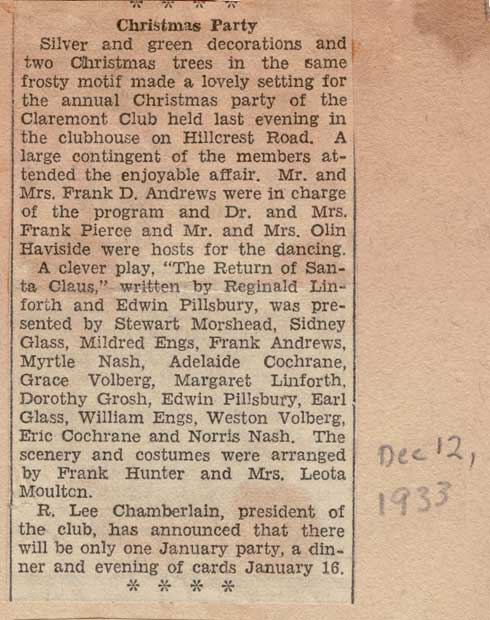 * * * *
Christmas Party
Silver and green decorations and
two Christmas trees in the same
frosty motif made a lovely setting for
the annual Christmas party of the
Claremont Club held last evening in
the clubhouse on Hillcrest Road. A
large contingent of the members at-
tended the enjoyable affair. Mr. and
Mrs. Frank D. Andrews were in charge
of the program and Dr. and Mrs.
Frank Pierce and Mr. and Mrs. Olin
Haviside were hosts for the dancing.
A clever play, "The Return of San-
ta Claus," written by Reginald Lin-
forth and Edwin Pillsbury, was pre-
sented by Stewart Morshead, Sidney
Glass, Mildred Engs, Frank Andrews,
Myrtle Nash, Adelaide Cochrane,
Grace Volberg, Margaret Linforth,
Dorothy Grosh, Edwin Pillsbury, Earl
Glass, William Engs, Weston Volberg,
Eric Cochrane and Norris Nash. The
scenery and costumes were arranged
by Frank Hunter and Mrs. Leota
Moulton.
R. Lee Chamberlain, president of
the club, has announced that there
will be only one January party, a din-
ner and evening of cards January 16.
* * * *
Dec 12,
1933